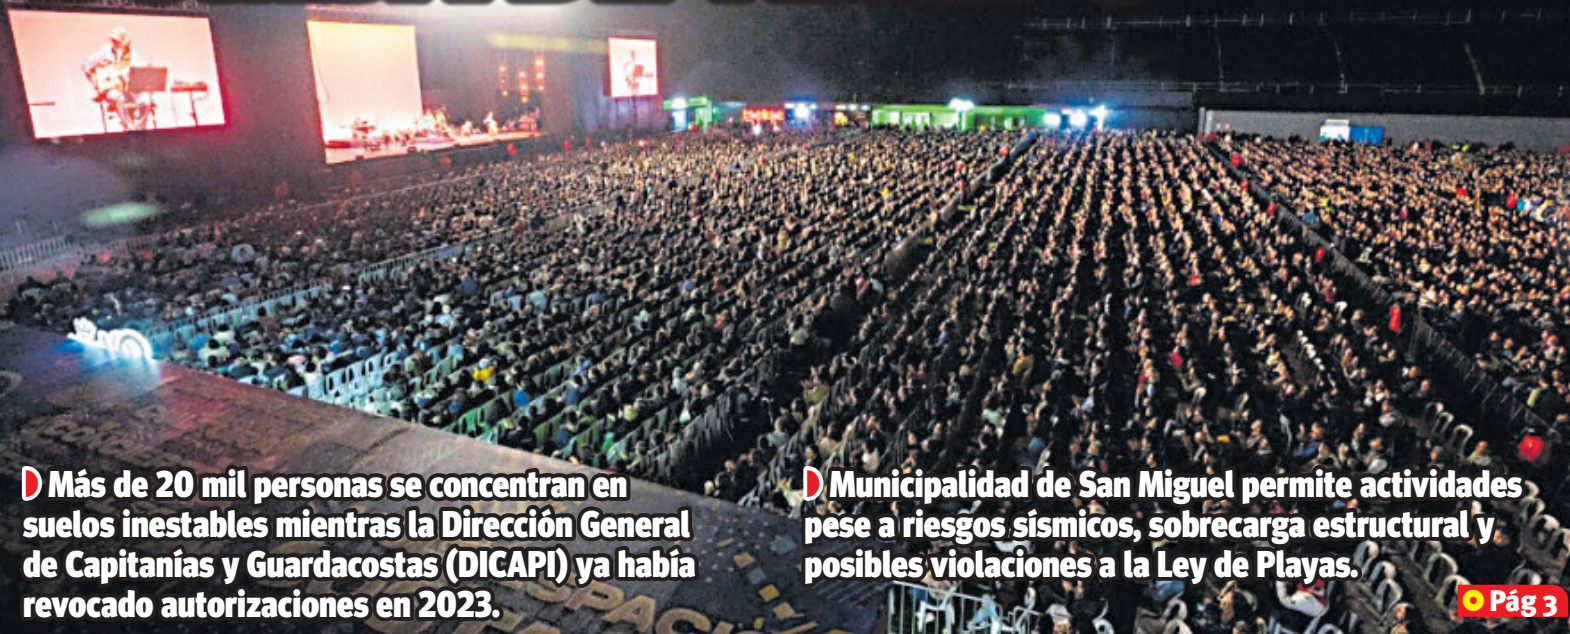 Más de 20 mil personas se concentran en
suelos inestables mientras la Dirección General
de Capitanías y Guardacostas (DICAPI) ya había
revocado autorizaciones en 2023.
Municipalidad de San Miguel permite actividades
pese a riesgos sísmicos, sobrecarga estructural y
posibles violaciones a la Ley de Playas.
Pág 3